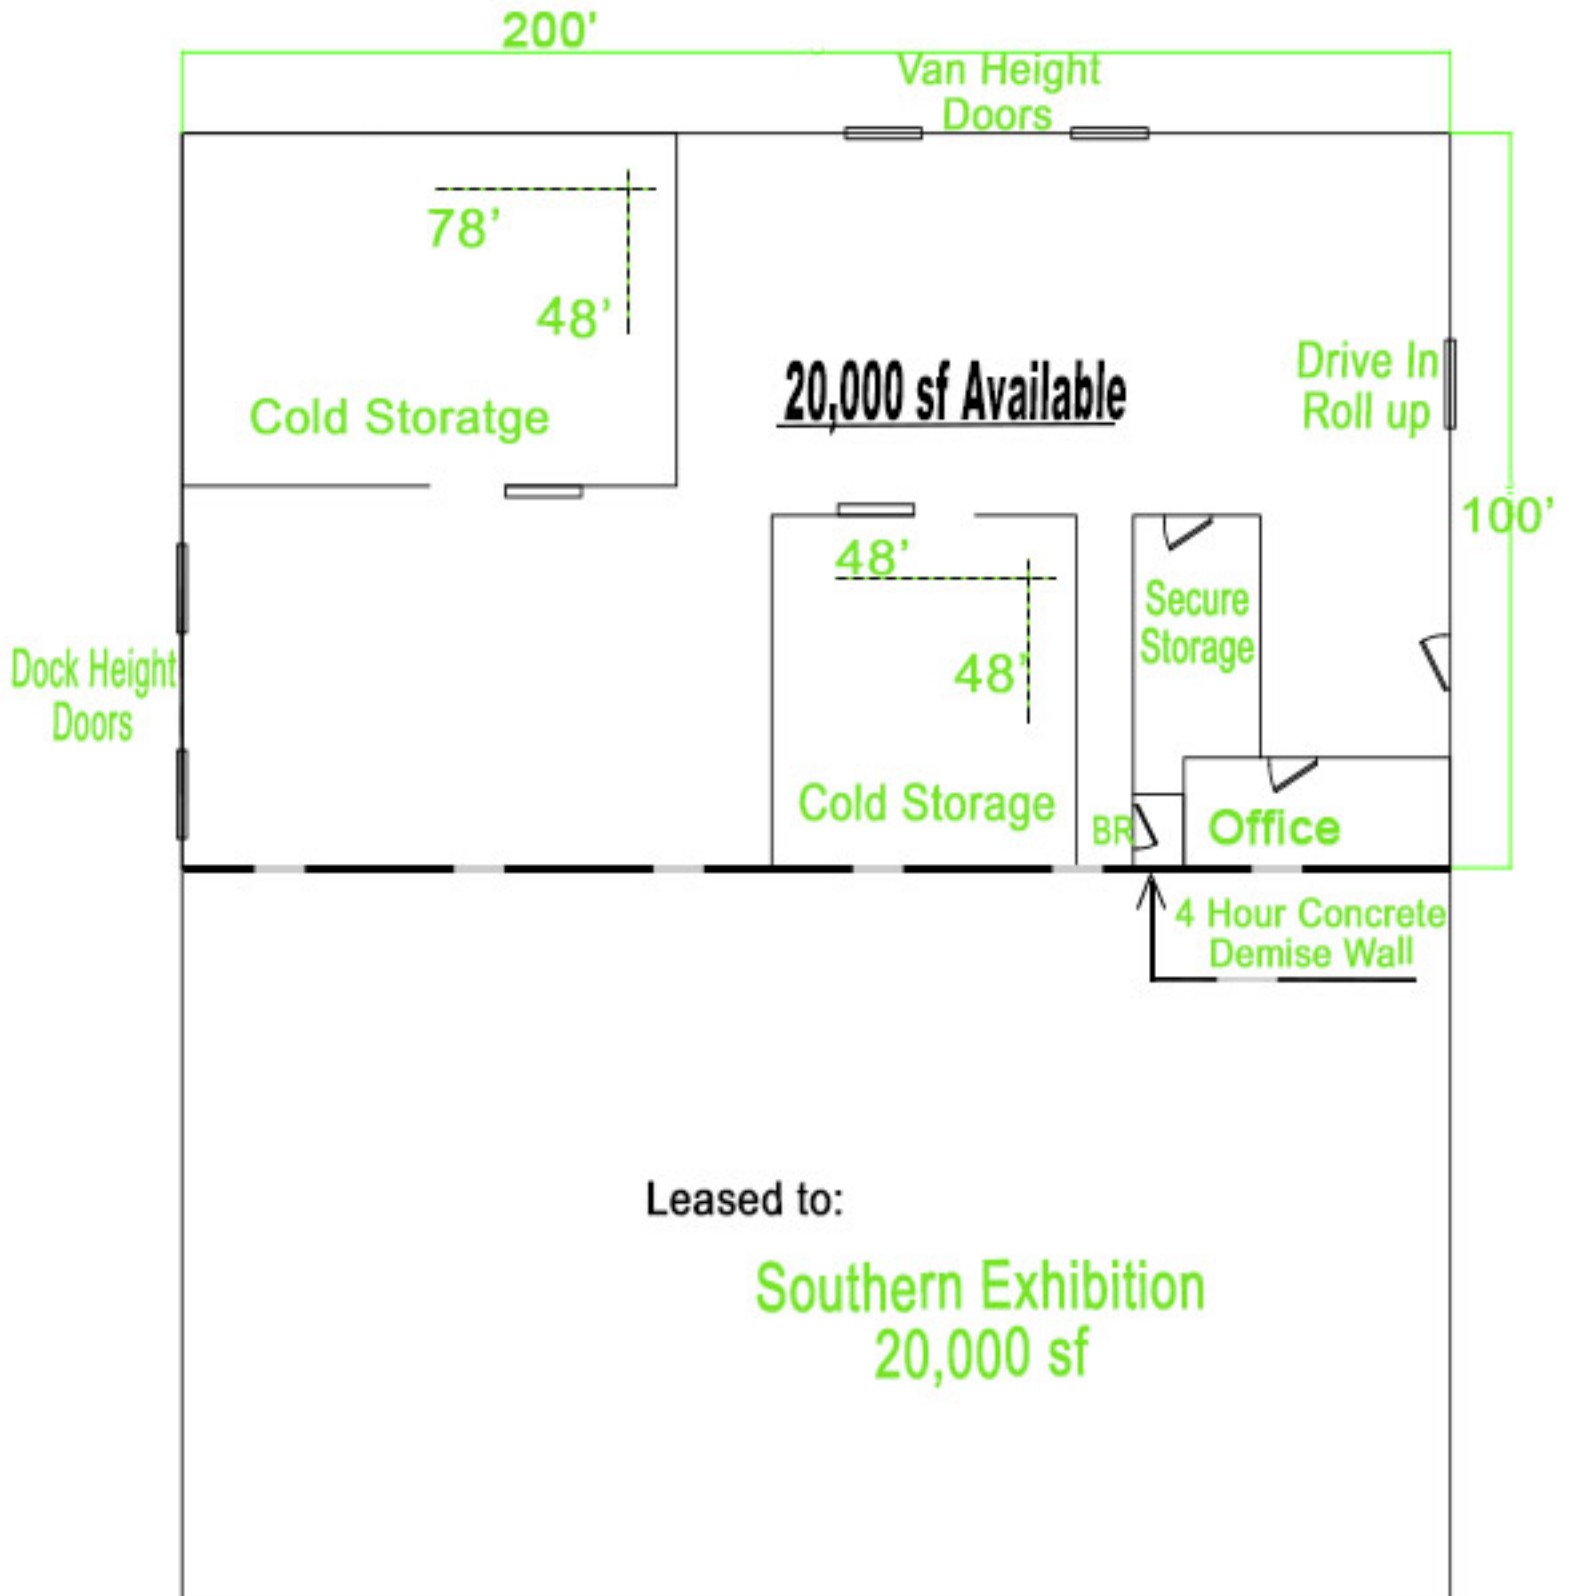 200'
Van Height
Doors
78'
48'
Cold Storatge
20,000 sf Available
Drive In
Roll up
100'
48'
48'
Secure
Storage
Dock Height
Doors
Cold Storage
BR
Office
4 Hour Concrete
Demise Wall
Leased to:
Southern Exhibition
20,000 sf